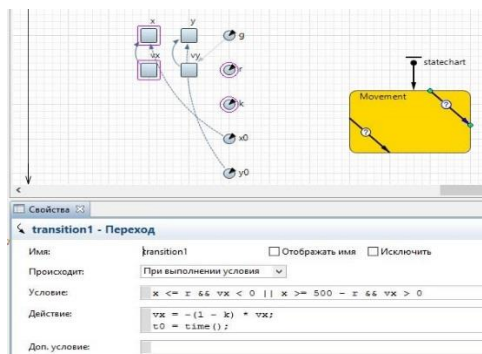 x
y
g
vx
vy
r
k
x0
y0
statechart
Movement
?
?
Свойства
transition1 - Переход
Имя:
transition1
Отображать имя
Исключить
Происходит:
При выполнении условия
Условие:
x <= r && vx < 0 || x >= 500 - r && vx > 0
Действие:
vx = -(1 - k) * vx;
t0 = time();
Доп. условие: